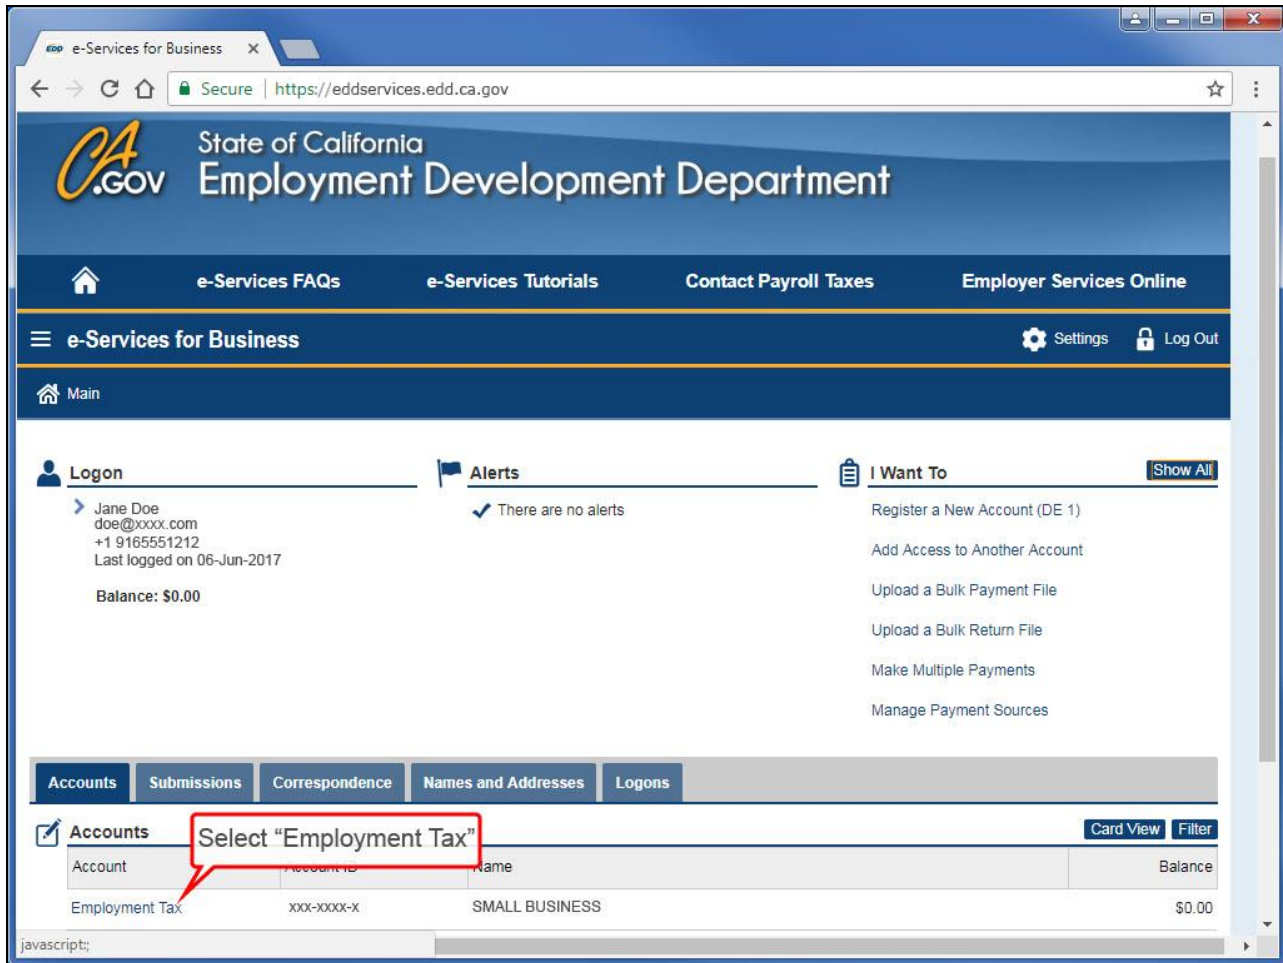 EDD e-Services for Business
Secure | https://eddservices.edd.ca.gov
CA.GOV
State of California
Employment Development Department
e-Services FAQs e-Services Tutorials Contact Payroll Taxes Employer Services Online
e-Services for Business Settings Log Out
Main
Logon
Jane Doe
doe@xxxx.com
+1 9165551212
Last logged on 06-Jun-2017
Balance: $0.00
Alerts
There are no alerts
I Want To Show All
Register a New Account (DE 1)
Add Access to Another Account
Upload a Bulk Payment File
Upload a Bulk Return File
Make Multiple Payments
Manage Payment Sources
Accounts Submissions Correspondence Names and Addresses Logons
Accounts Card View Filter
Select “Employment Tax”
Account Account ID Name Balance
Employment Tax xxx-xxxx-x SMALL BUSINESS $0.00
javascript:;